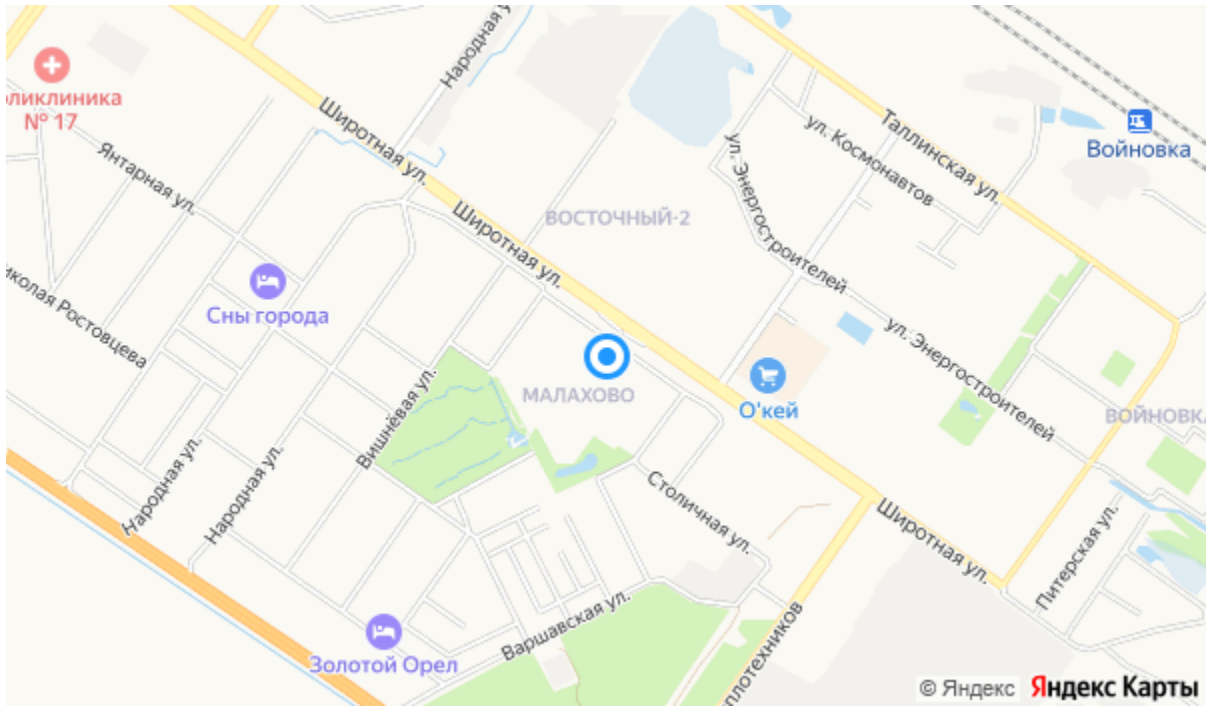 Народная у
Поликлиника
№ 17
Широтная ул.
Янтарная ул.
Широтная ул.
ВОСТОЧНЫЙ-2
ул. Энергостроителей
ул. Космонавтов
Таллинская ул.
Войновка
иколая Ростовцева
Сны города
Вишнёвая ул.
МАЛАХОВО
О'кей
ул. Энергостроителей
ВОЙНОВКА
Народная ул.
Народная ул.
Столичная ул.
Широтная ул.
Питерская ул.
Золотой Орел
Варшавская ул.
плотехников
© Яндекс Яндекс Карты